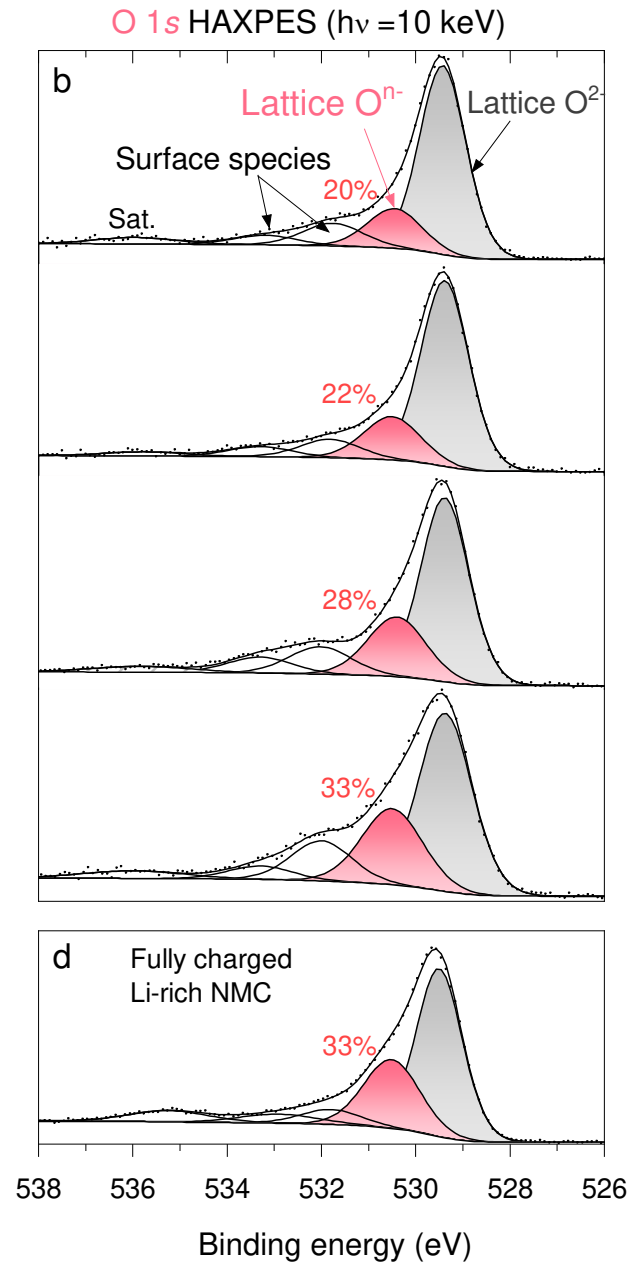 O 1s HAXPES (hν =10 keV)
b
Lattice Oⁿ⁻
Lattice O²⁻
Surface species
20%
Sat.
22%
28%
33%
d
Fully charged
Li-rich NMC
33%
538 536 534 532 530 528 526
Binding energy (eV)